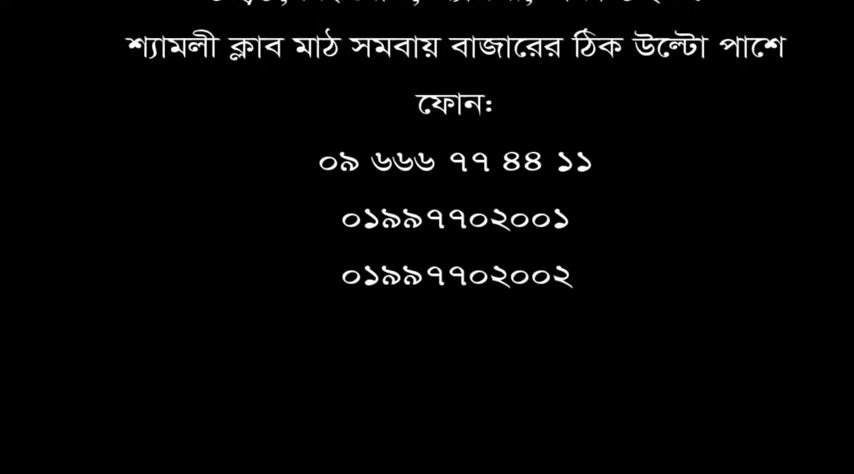 শ্যামলী ক্লাব মাঠ সমবায় বাজারের ঠিক উল্টো পাশে
ফোন:
০৯ ৬৬৬ ৭৭ ৪৪ ১১
০১৯৯৭৭০২০০১
০১৯৯৭৭০২০০২